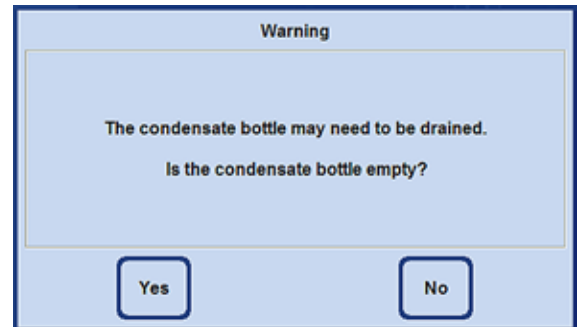 Warning
The condensate bottle may need to be drained.
Is the condensate bottle empty?
Yes
No